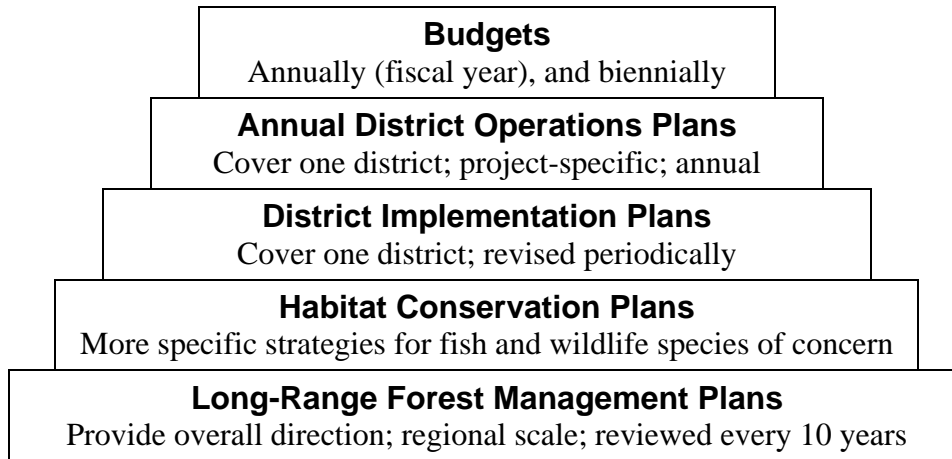 Budgets
Annually (fiscal year), and biennially
Annual District Operations Plans
Cover one district; project-specific; annual
District Implementation Plans
Cover one district; revised periodically
Habitat Conservation Plans
More specific strategies for fish and wildlife species of concern
Long-Range Forest Management Plans
Provide overall direction; regional scale; reviewed every 10 years